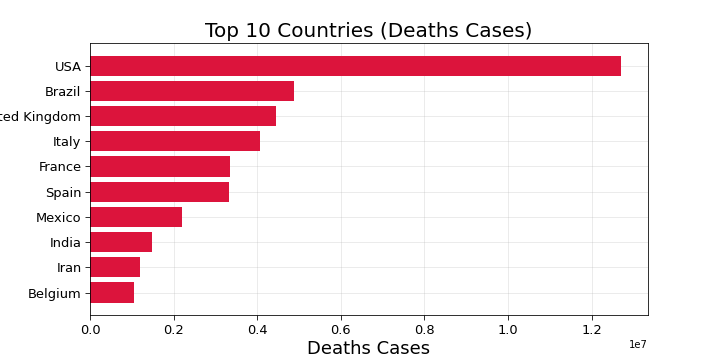 Top 10 Countries (Deaths Cases)
USA
Brazil
ted Kingdom
Italy
France
Spain
Mexico
India
Iran
Belgium
0.0 0.2 0.4 0.6 0.8 1.0 1.2
1e7
Deaths Cases